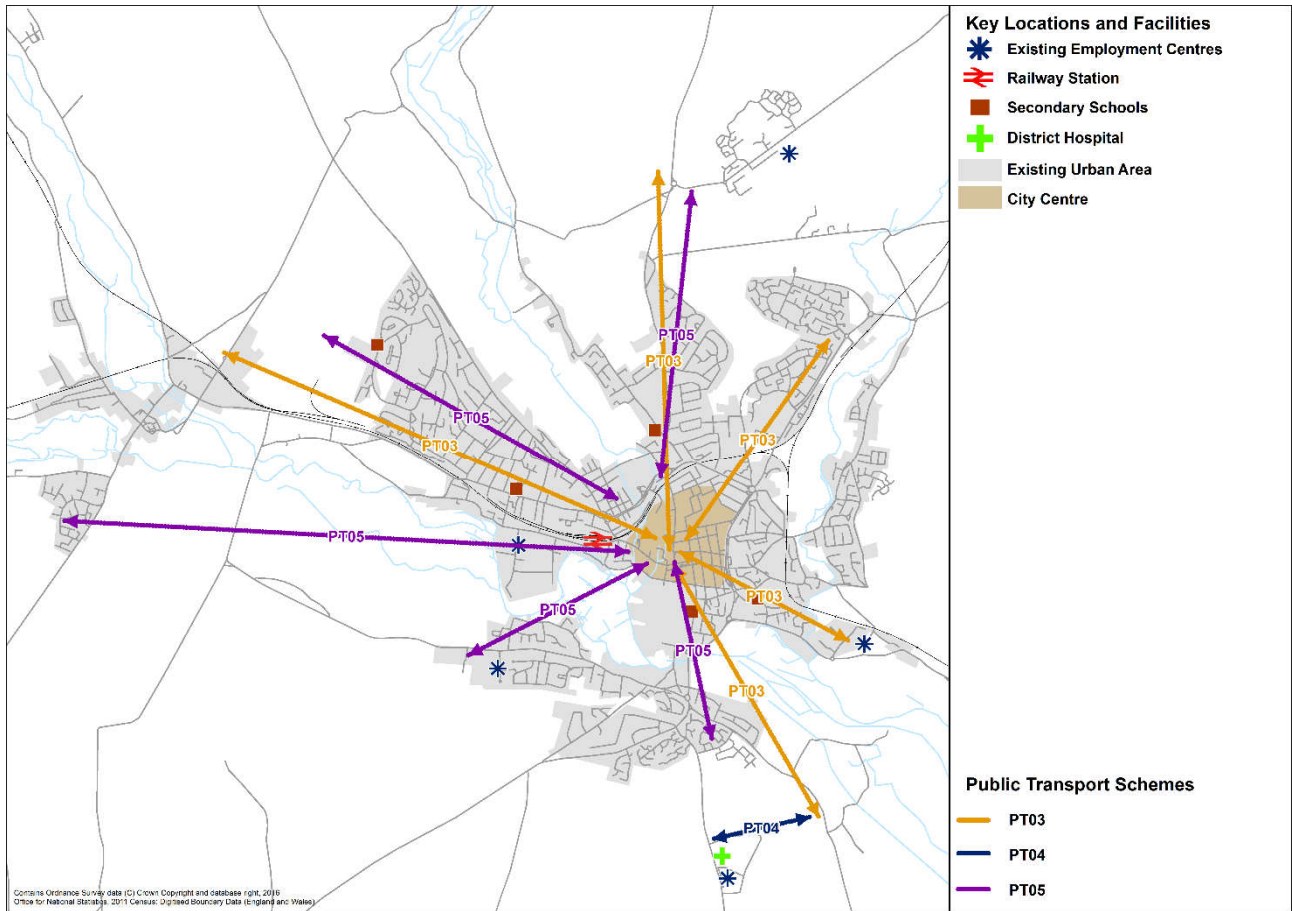 Key Locations and Facilities
Existing Employment Centres
Railway Station
Secondary Schools
District Hospital
Existing Urban Area
City Centre
PT05
PT03
PT05
PT03
PT03
PT05
PT03
PT05
PT05
PT03
PT04
Public Transport Schemes
PT03
PT04
PT05
Contains Ordnance Survey data (C) Crown Copyright and database right, 2016
Office for National Statistics, 2011 Census: Digitised Boundary Data (England and Wales)